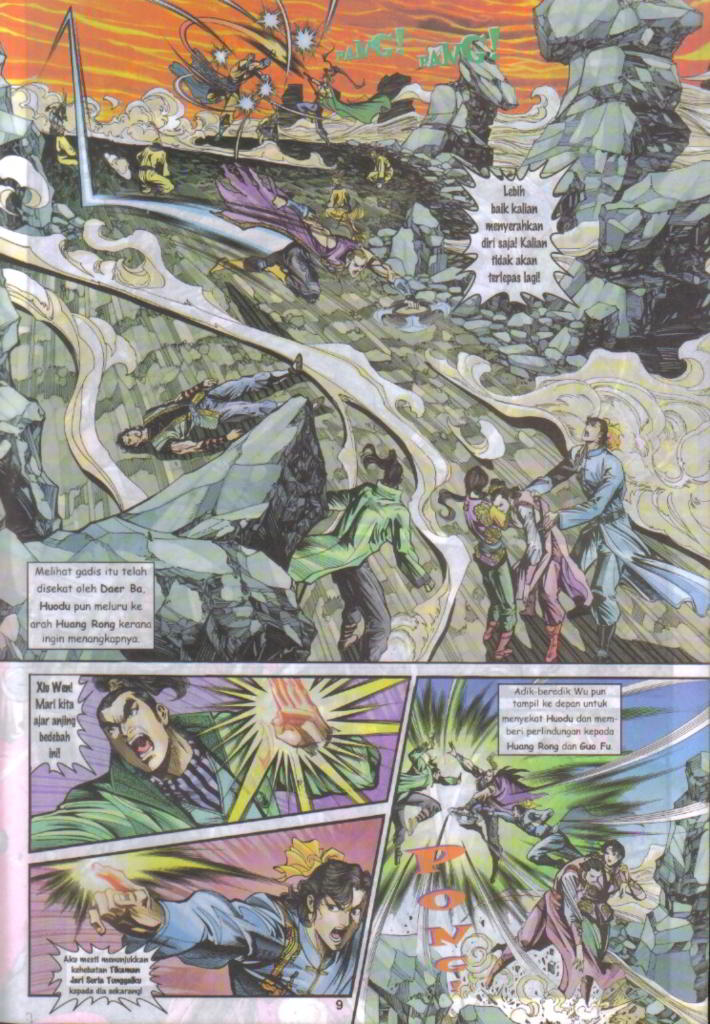 BANG!
BANG!
Lebih
baik kalian
menyerahkan
diri saja! Kalian
tidak akan
terlepas lagi!
Melihat gadis itu telah
disekat oleh Daer Ba,
Huodu pun meluru ke
arah Huang Rong kerana
ingin menangkapnya.
Xiu Wen!
Mari kita
ajar anjing
bedebah
ini!
Adik-beradik Wu pun
tampil ke depan untuk
menyekat Huodu dan mem-
beri perlindungan kepada
Huang Rong dan Guo Fu.
PONG!
Aku mesti menunjukkan
kehebatan Tikaman
Jari Suria Tunggalku
kepada dia sekarang!
9